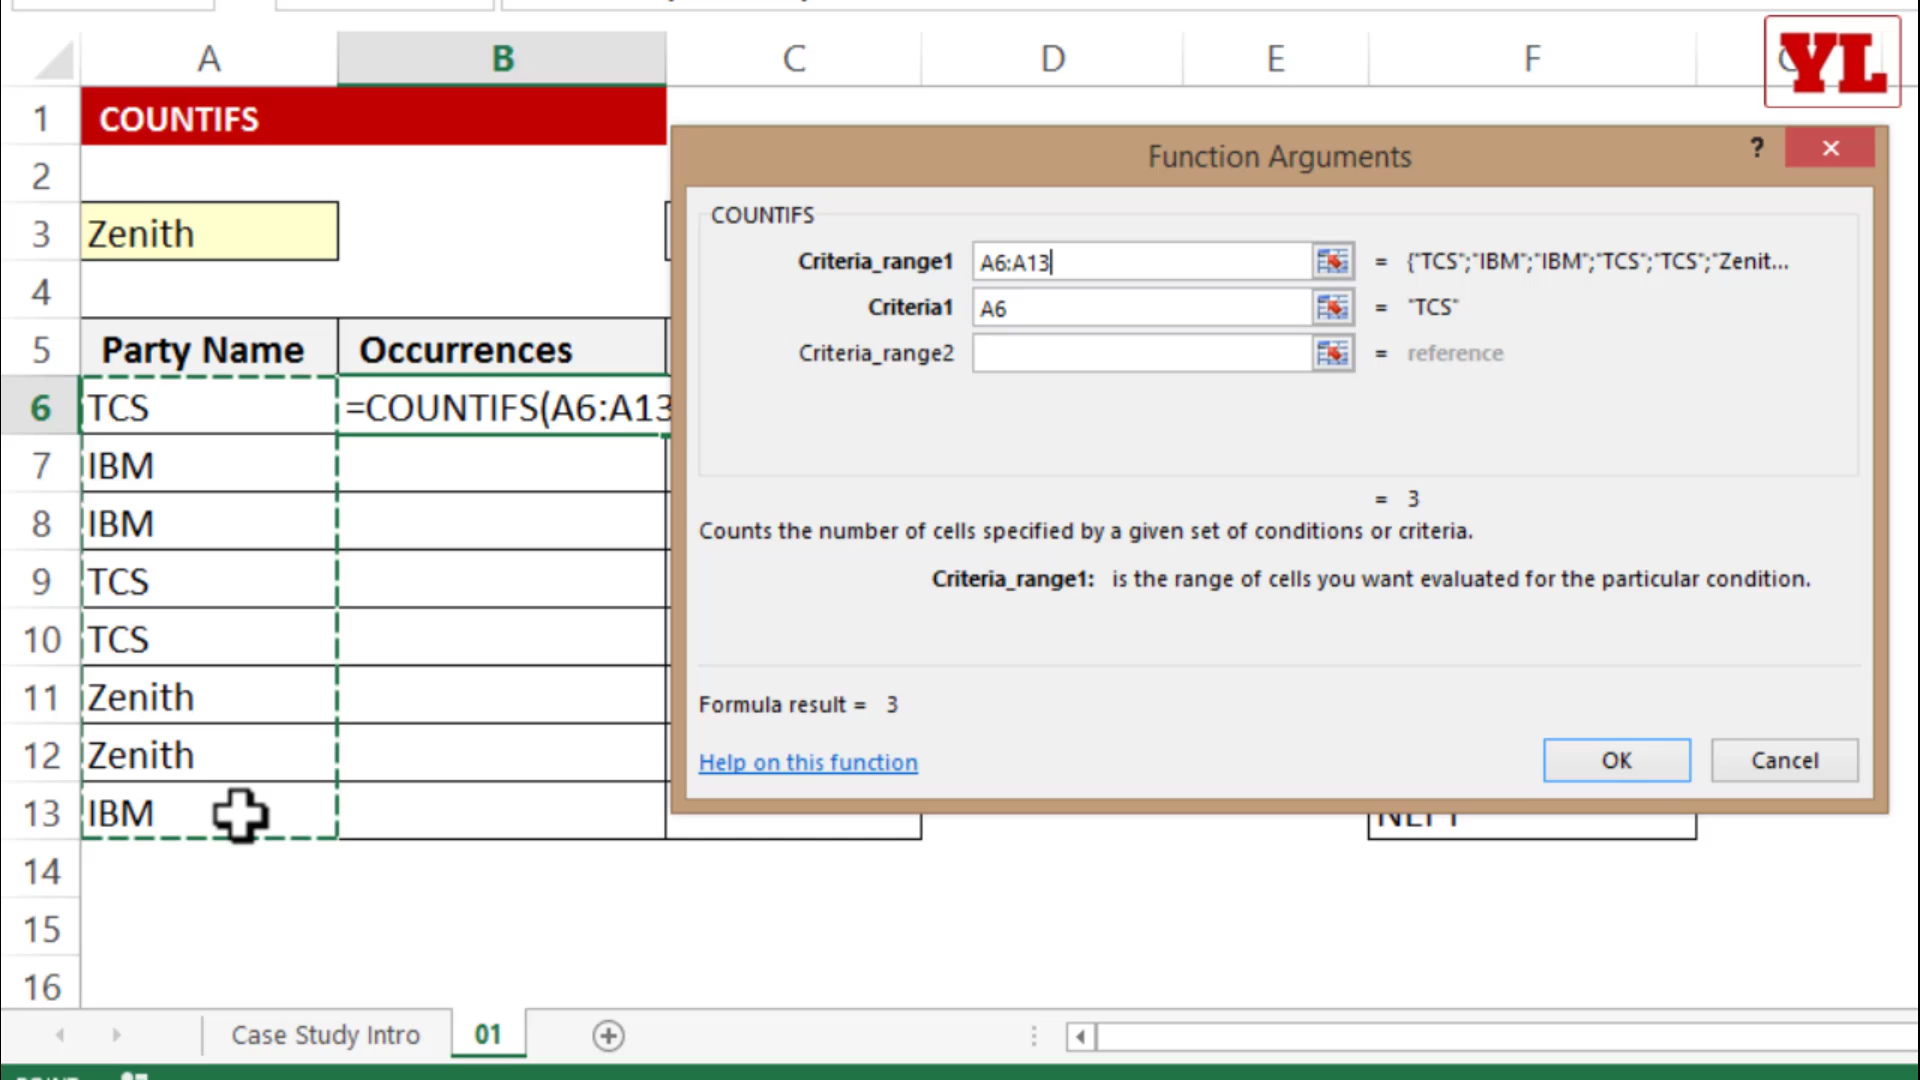 A B C D E F
YL
1 COUNTIFS
2
3 Zenith
4
5 Party Name Occurrences
6 TCS =COUNTIFS(A6:A13
7 IBM
8 IBM
9 TCS
10 TCS
11 Zenith
12 Zenith
13 IBM
14
15
16
Function Arguments ?
COUNTIFS
Criteria_range1 A6:A13 = {"TCS";"IBM";"IBM";"TCS";"TCS";"Zenit...
Criteria1 A6 = "TCS"
Criteria_range2 = reference
= 3
Counts the number of cells specified by a given set of conditions or criteria.
Criteria_range1: is the range of cells you want evaluated for the particular condition.
Formula result = 3
Help on this function OK Cancel
NEFT
Case Study Intro 01